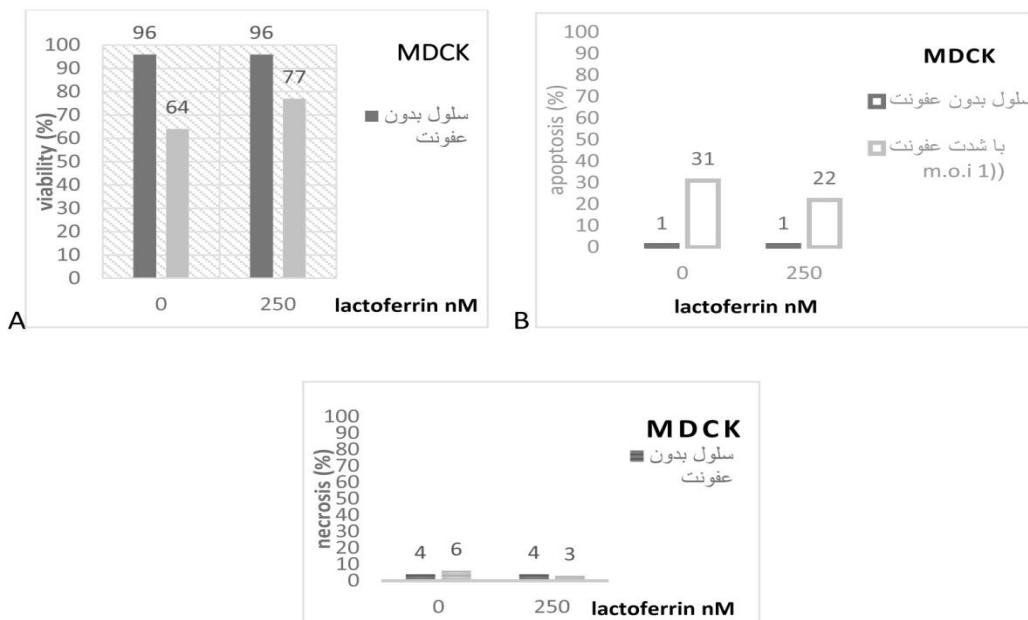 100
90
80
70
60
50
40
30
20
10
0
viability (%)
96
64
96
77
0
250
lactoferrin nM
MDCK
سلول بدون
عفونت
A
100
90
80
70
60
50
40
30
20
10
0
apoptosis (%)
1
31
1
22
0
250
lactoferrin nM
MDCK
سلول بدون عفونت
با شدت عفونت
m.o.i 1))
B
100
90
80
70
60
50
40
30
20
10
0
necrosis (%)
4
6
4
3
0
250
lactoferrin nM
MDCK
سلول بدون
عفونت